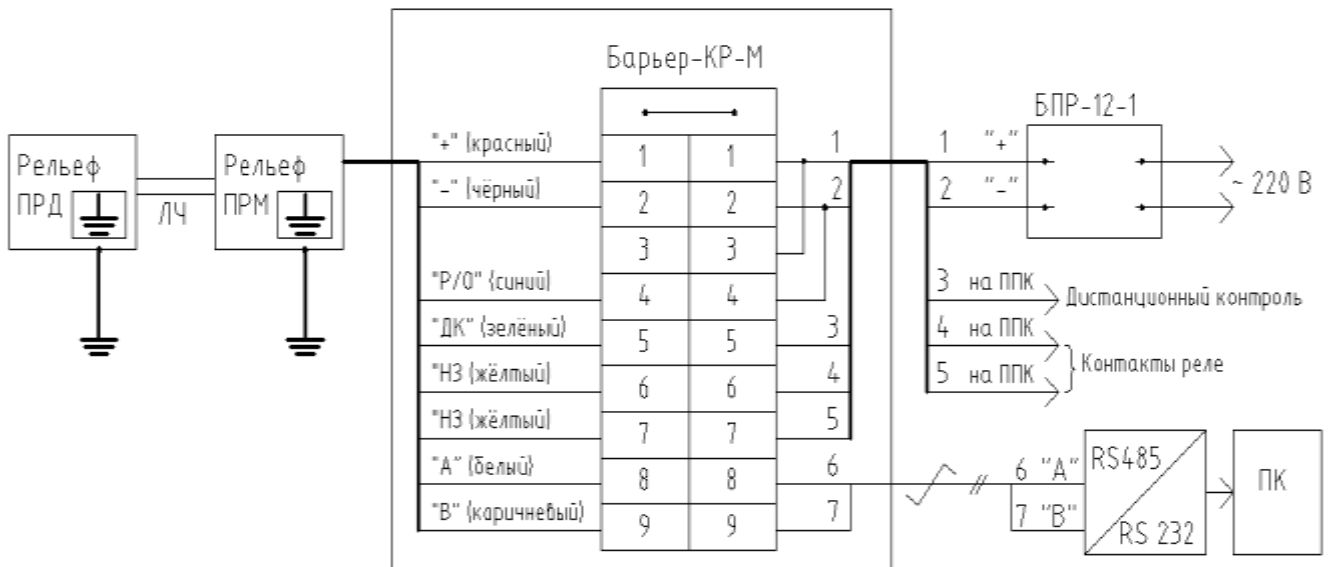 Барьер-КР-М
БПР-12-1
Рельеф
ПРД
ЛЧ
Рельеф
ПРМ
"+" (красный) 1 1 1
"-" (чёрный) 2 2 2
3 3
"Р/О" (синий) 4 4
"ДК" (зелёный) 5 5 3
"НЗ (жёлтый) 6 6 4
"НЗ (жёлтый) 7 7 5
"А" (белый) 8 8 6
"В" (каричневый) 9 9 7
1 "+"
2 "-"
~ 220 В
3 на ППК Дистанционный контроль
4 на ППК
5 на ППК
Контакты реле
6 "А"
7 "В"
RS485
RS 232
ПК